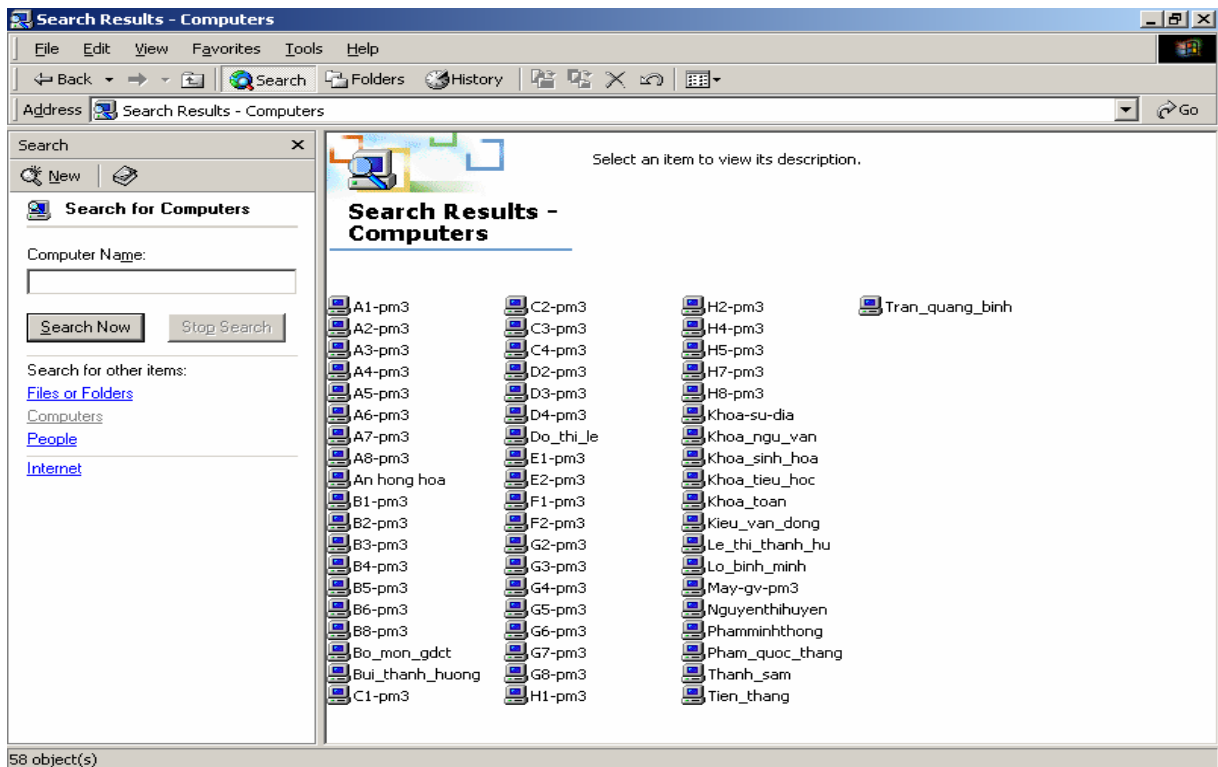 Search Results - Computers
File Edit View Favorites Tools Help
Back Search Folders History
Address Search Results - Computers Go
Search
New
Search for Computers
Computer Name:
Search Now Stop Search
Search for other items:
Files or Folders
Computers
People
Internet
Select an item to view its description.
Search Results -
Computers
A1-pm3
A2-pm3
A3-pm3
A4-pm3
A5-pm3
A6-pm3
A7-pm3
A8-pm3
An hong hoa
B1-pm3
B2-pm3
B3-pm3
B4-pm3
B5-pm3
B6-pm3
B8-pm3
Bo_mon_gdct
Bui_thanh_huong
C1-pm3
C2-pm3
C3-pm3
C4-pm3
D2-pm3
D3-pm3
D4-pm3
Do_thi_le
E1-pm3
E2-pm3
F1-pm3
F2-pm3
G2-pm3
G3-pm3
G4-pm3
G5-pm3
G6-pm3
G7-pm3
G8-pm3
H1-pm3
H2-pm3
H4-pm3
H5-pm3
H7-pm3
H8-pm3
Khoa-su-dia
Khoa_ngu_van
Khoa_sinh_hoa
Khoa_tieu_hoc
Khoa_toan
Kieu_van_dong
Le_thi_thanh_hu
Lo_binh_minh
May-gv-pm3
Nguyenthihuyen
Phamminhthong
Pham_quoc_thang
Thanh_sam
Tien_thang
Tran_quang_binh
58 object(s)